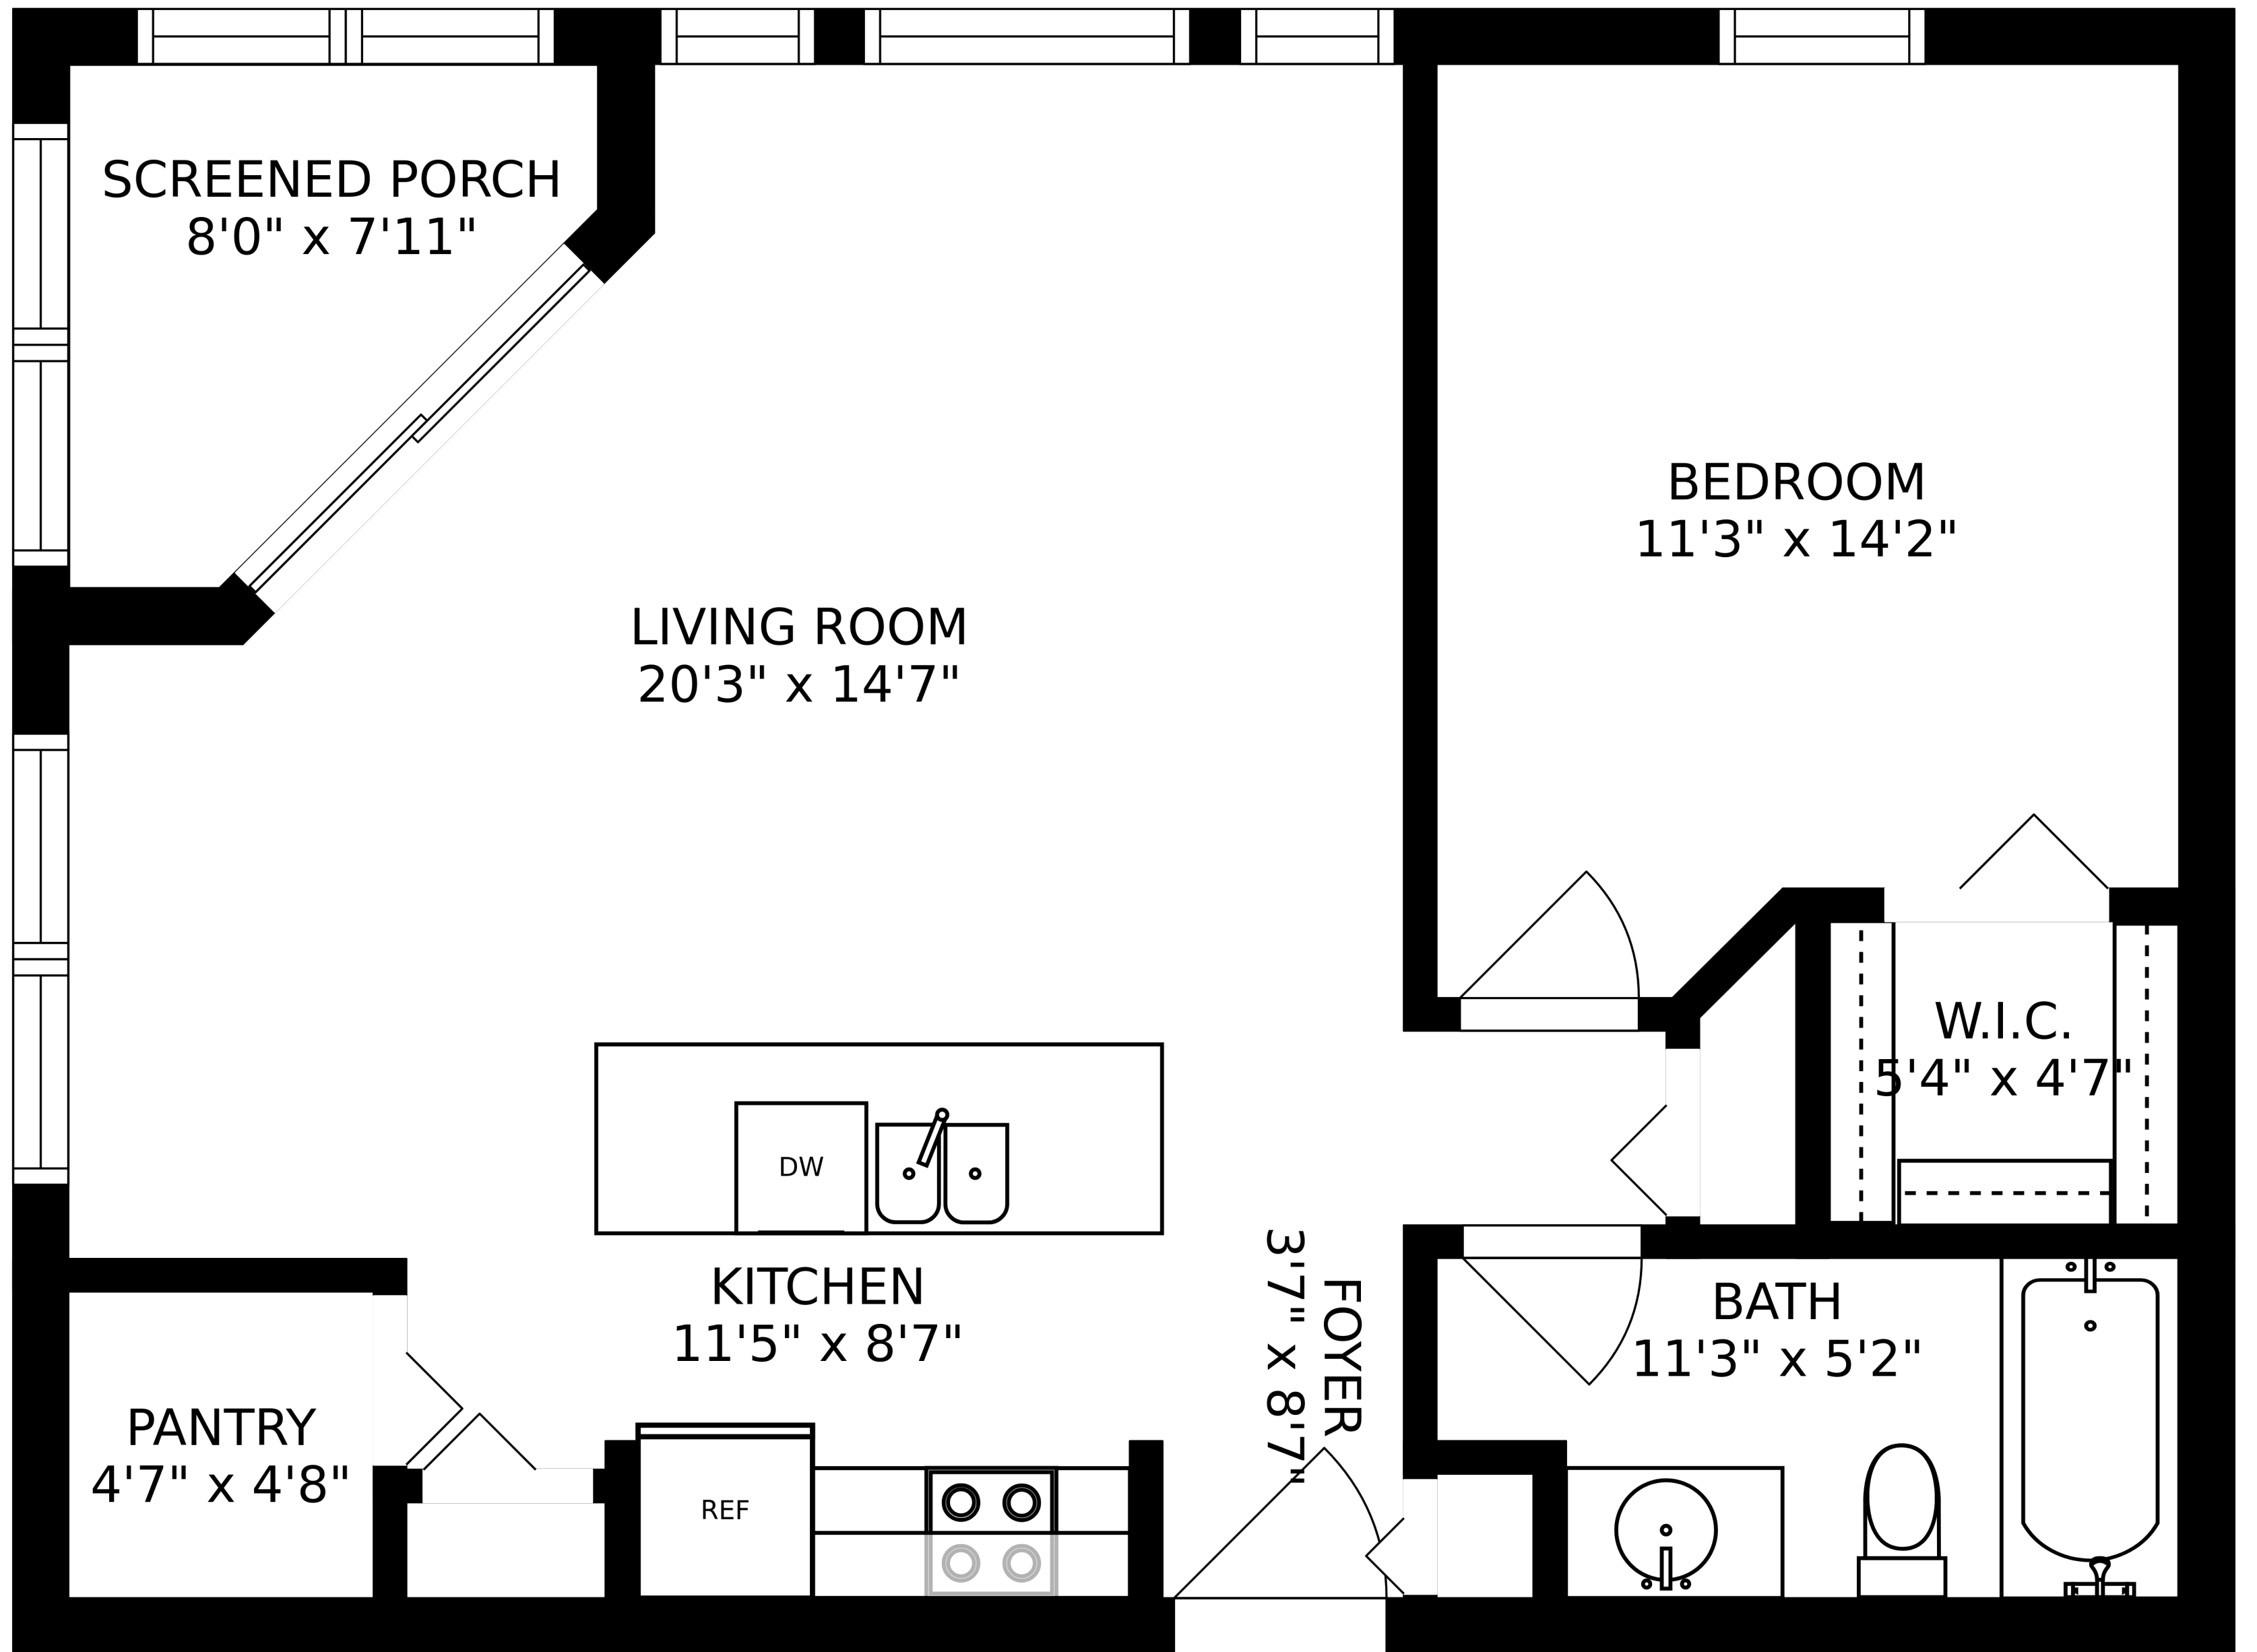 SCREENED PORCH
8'0" x 7'11"
BEDROOM
11'3" x 14'2"
LIVING ROOM
20'3" x 14'7"
W.I.C.
5'4" x 4'7"
DW
KITCHEN
11'5" x 8'7"
FOYER
3'7" x 8'7"
BATH
11'3" x 5'2"
PANTRY
4'7" x 4'8"
REF